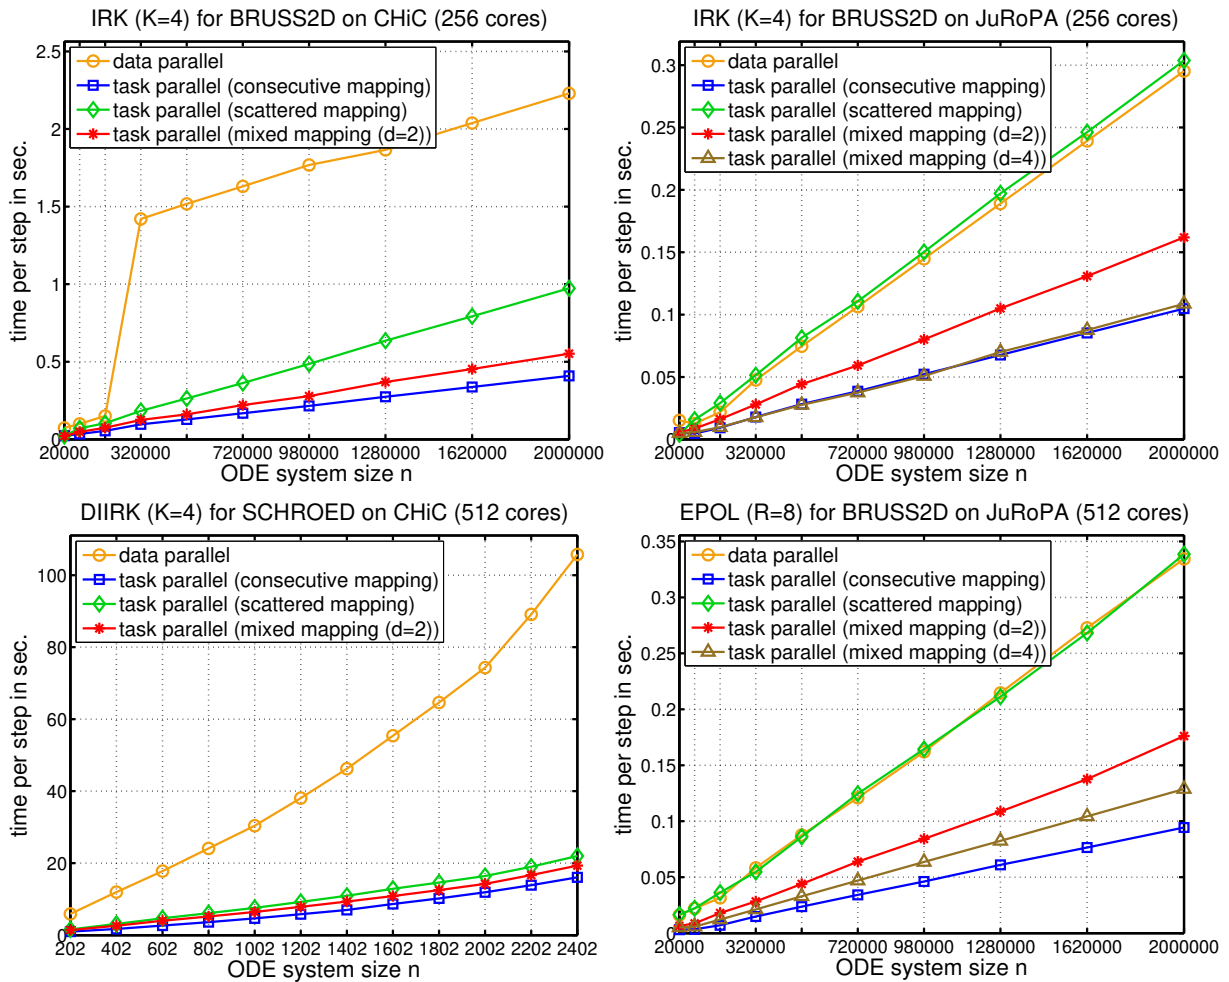 IRK (K=4) for BRUSS2D on CHiC (256 cores)
time per step in sec.
2.5
2
1.5
1
0.5
0
data parallel
task parallel (consecutive mapping)
task parallel (scattered mapping)
task parallel (mixed mapping (d=2))
20000 320000 720000 980000 1280000 1620000 2000000
ODE system size n
IRK (K=4) for BRUSS2D on JuRoPA (256 cores)
time per step in sec.
0.3
0.25
0.2
0.15
0.1
0.05
0
data parallel
task parallel (consecutive mapping)
task parallel (scattered mapping)
task parallel (mixed mapping (d=2))
task parallel (mixed mapping (d=4))
20000 320000 720000 980000 1280000 1620000 2000000
ODE system size n
DIIRK (K=4) for SCHROED on CHiC (512 cores)
time per step in sec.
100
80
60
40
20
0
data parallel
task parallel (consecutive mapping)
task parallel (scattered mapping)
task parallel (mixed mapping (d=2))
202 402 602 802 1002 1202 1402 1602 1802 2002 2202 2402
ODE system size n
EPOL (R=8) for BRUSS2D on JuRoPA (512 cores)
time per step in sec.
0.35
0.3
0.25
0.2
0.15
0.1
0.05
0
data parallel
task parallel (consecutive mapping)
task parallel (scattered mapping)
task parallel (mixed mapping (d=2))
task parallel (mixed mapping (d=4))
20000 320000 720000 980000 1280000 1620000 2000000
ODE system size n